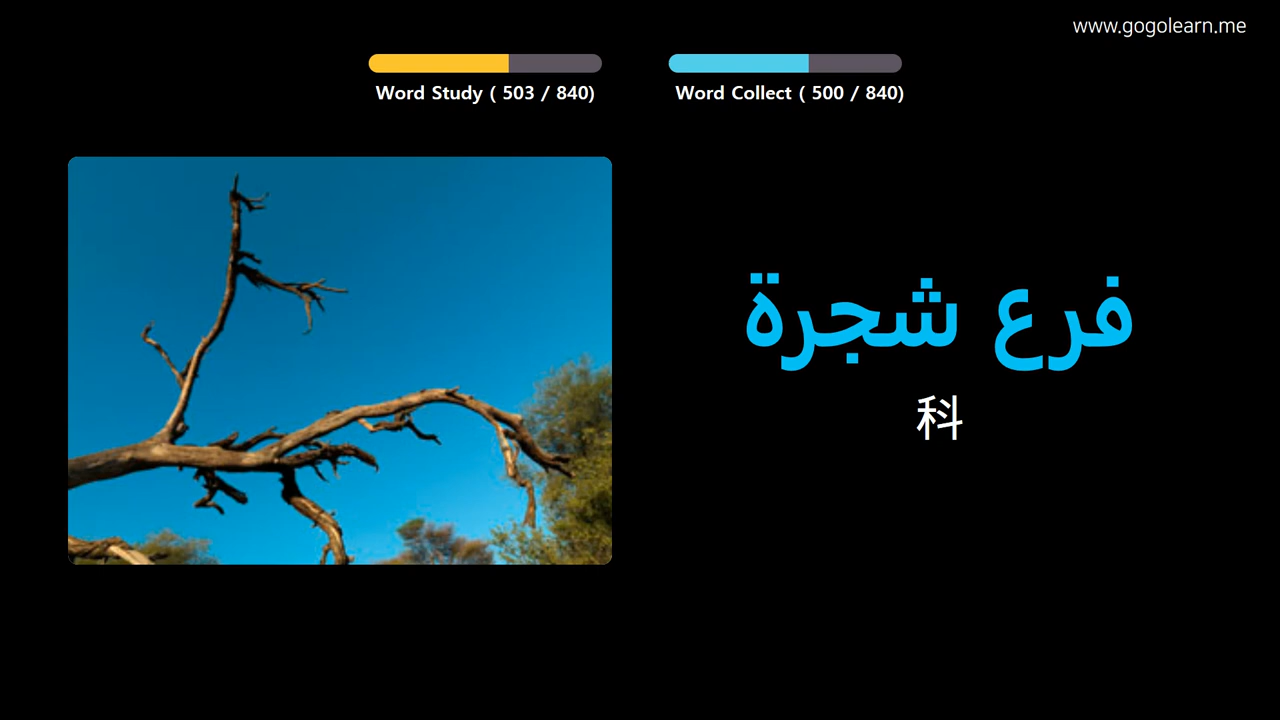 www.gogolearn.me
Word Study ( 503 / 840)
Word Collect ( 500 / 840)
فرع شجرة
科